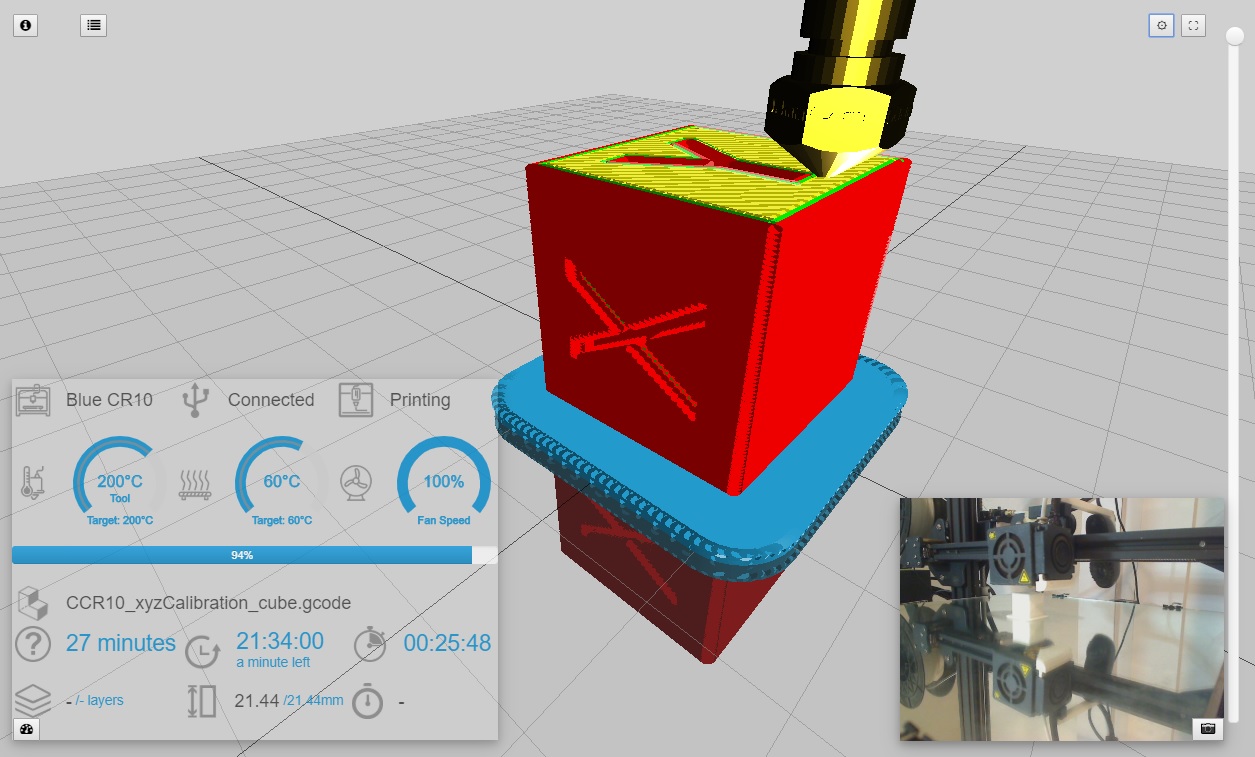 Blue CR10 Connected Printing
200°C 60°C 100%
Tool
Target: 200°C Target: 60°C Fan Speed
94%
CCR10_xyzCalibration_cube.gcode
27 minutes 21:34:00 00:25:48
a minute left
- /- layers 21.44 /21.44mm -
X
Y